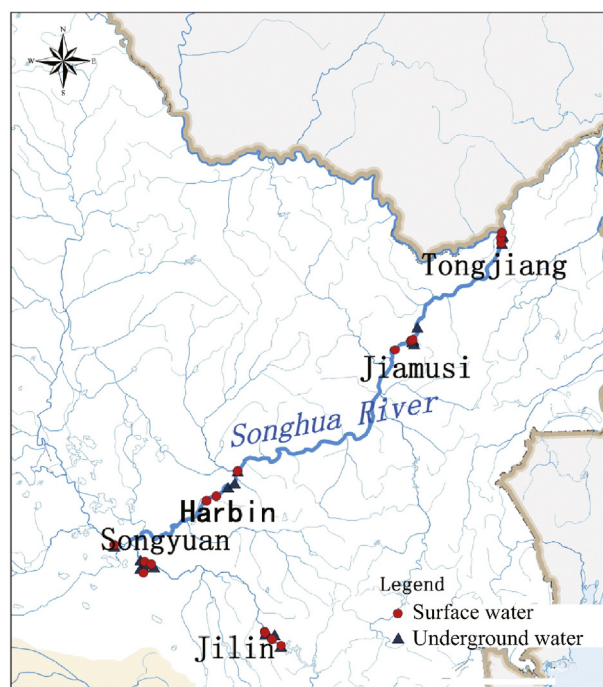 N
W E
S
Tongjiang
Jiamusi
Songhua River
Harbin
Songyuan
Legend
Surface water
Underground water
Jilin